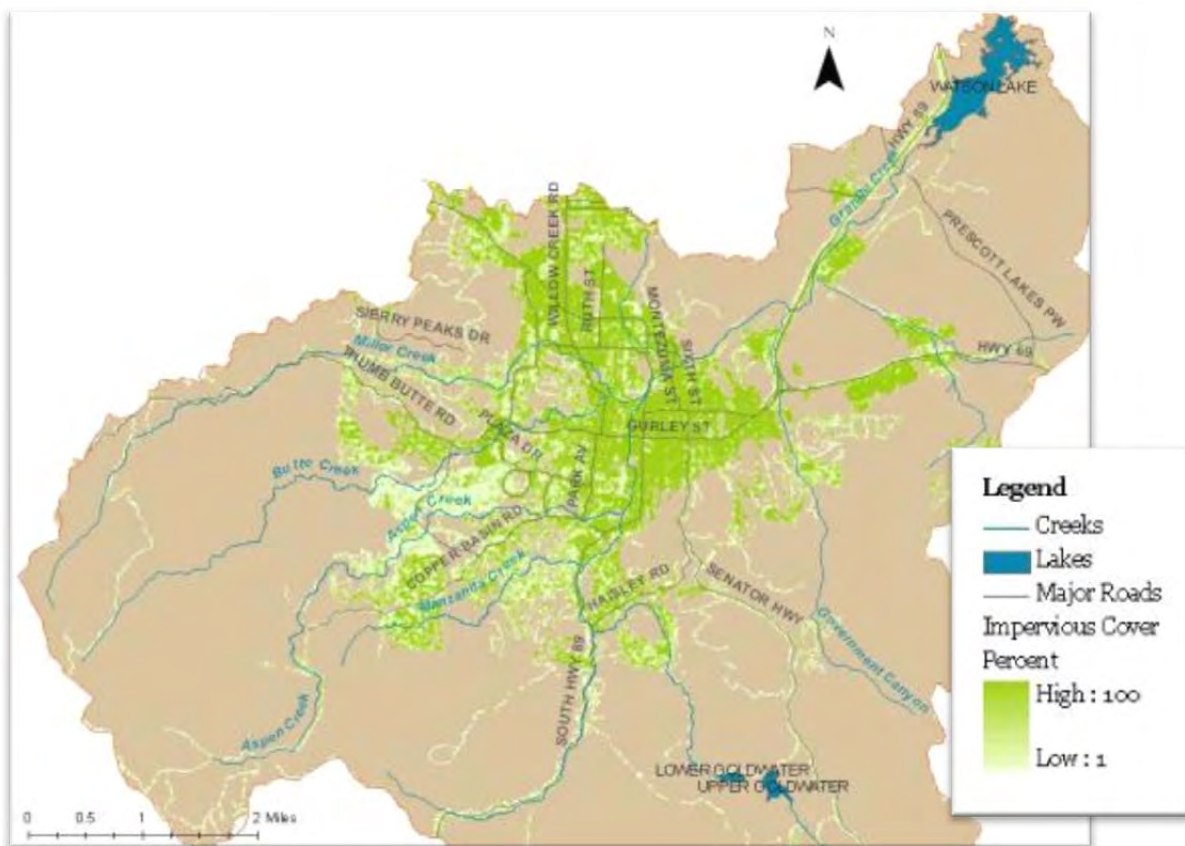 N
WATSON LAKE
HWY 89
Granite Creek
WILLOW CREEK RD
RUTH ST
MONTEZUMA ST
SIXTH ST
PRESCOTT LAKES PW
HWY 69
SIERRY PEAKS DR
Miller Creek
THUMB BUTTE RD
PLAZA DR
GURLEY ST
PARK AV
Butte Creek
Aspen Creek
COPPER BASIN RD
Manzanita Creek
HAISLEY RD
SENATOR HWY
Government Canyon
SOUTH HWY 89
Aspen Creek
LOWER GOLDWATER
UPPER GOLDWATER
0 0.5 1 2 Miles
Legend
Creeks
Lakes
Major Roads
Impervious Cover
Percent
High : 100
Low : 1